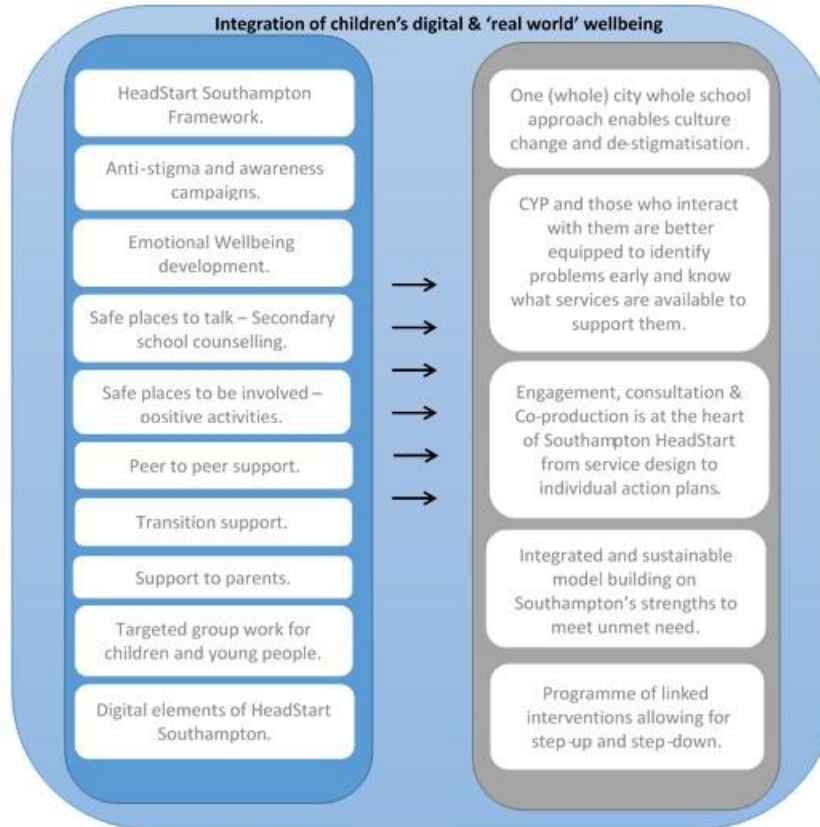 Integration of children's digital & 'real world' wellbeing
HeadStart Southampton
Framework.
Anti-stigma and awareness
campaigns.
Emotional Wellbeing
development.
Safe places to talk – Secondary
school counselling.
Safe places to be involved –
positive activities.
Peer to peer support.
Transition support.
Support to parents.
Targeted group work for
children and young people.
Digital elements of HeadStart
Southampton.
One (whole) city whole school
approach enables culture
change and de-stigmatisation.
CYP and those who interact
with them are better
equipped to identify
problems early and know
what services are available to
support them.
Engagement, consultation &
Co-production is at the heart
of Southampton HeadStart
from service design to
individual action plans.
Integrated and sustainable
model building on
Southampton's strengths to
meet unmet need.
Programme of linked
interventions allowing for
step-up and step-down.